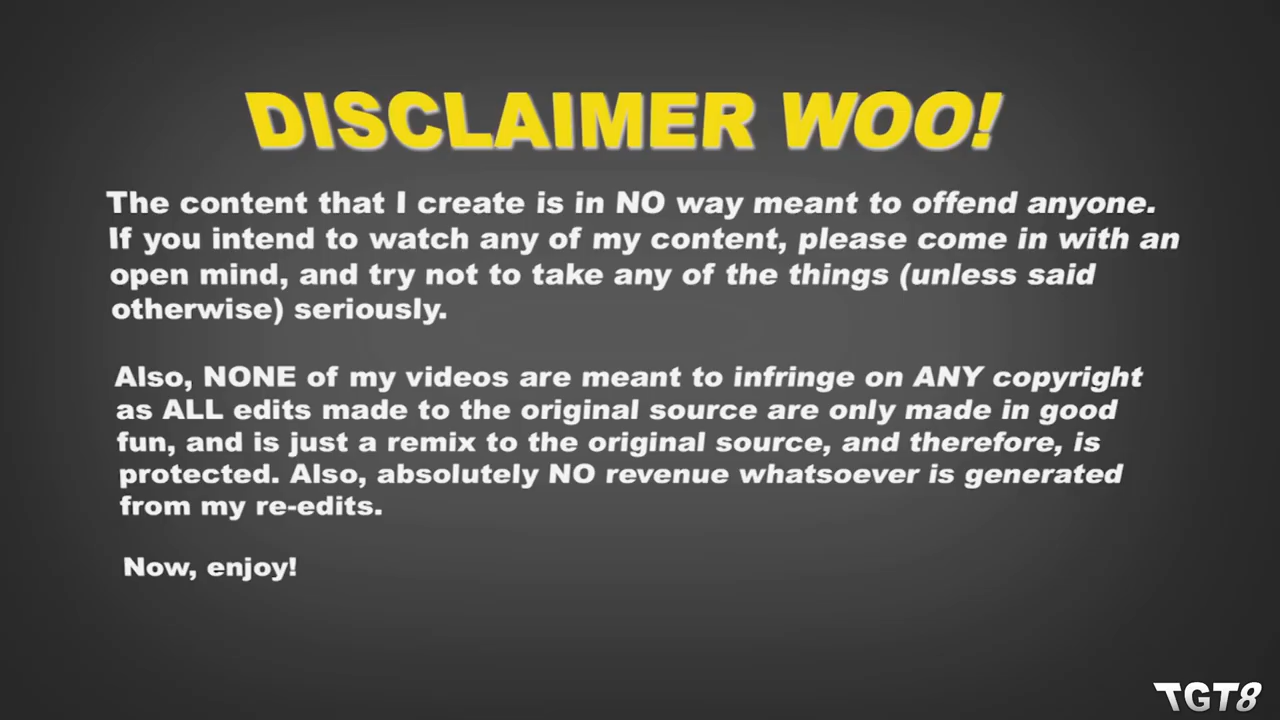 DISCLAIMER WOO!
The content that I create is in NO way meant to offend anyone.
If you intend to watch any of my content, please come in with an
open mind, and try not to take any of the things (unless said
otherwise) seriously.
Also, NONE of my videos are meant to infringe on ANY copyright
as ALL edits made to the original source are only made in good
fun, and is just a remix to the original source, and therefore, is
protected. Also, absolutely NO revenue whatsoever is generated
from my re-edits.
Now, enjoy!
TGT8